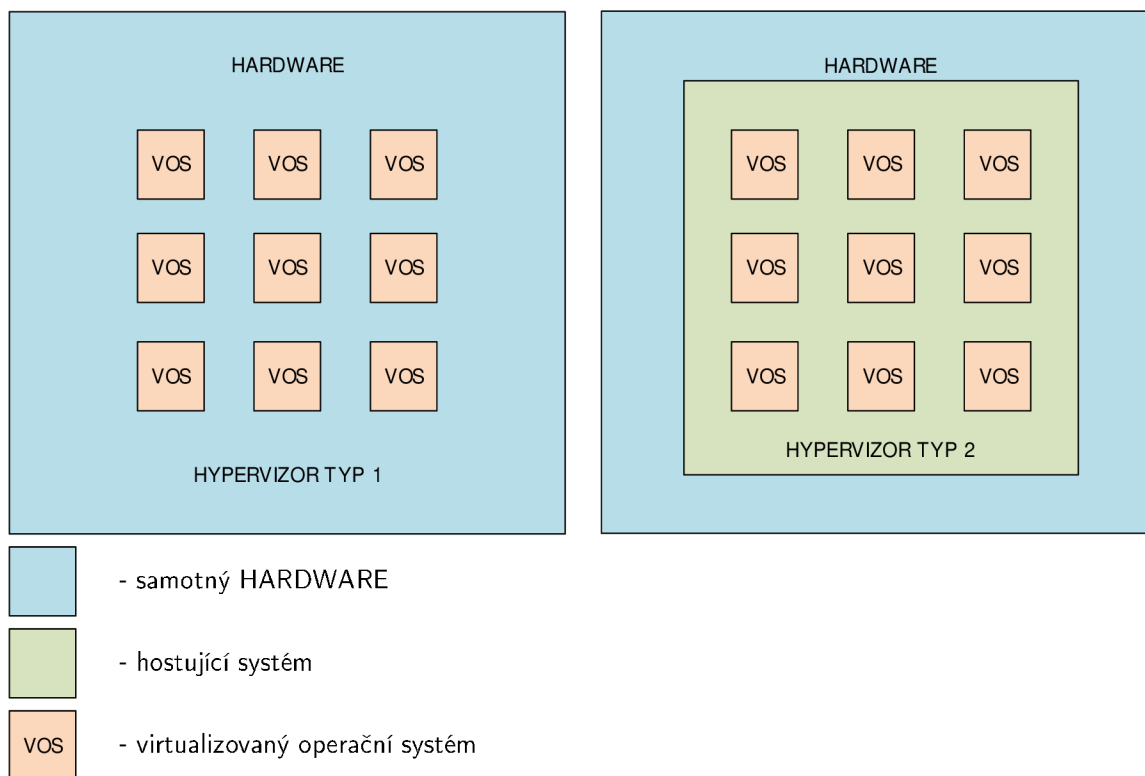 HARDWARE
VOS VOS VOS
VOS VOS VOS
VOS VOS VOS
HYPERVIZOR TYP 1
HARDWARE
VOS VOS VOS
VOS VOS VOS
VOS VOS VOS
HYPERVIZOR TYP 2
- samotný HARDWARE
- hostující systém
VOS - virtualizovaný operační systém